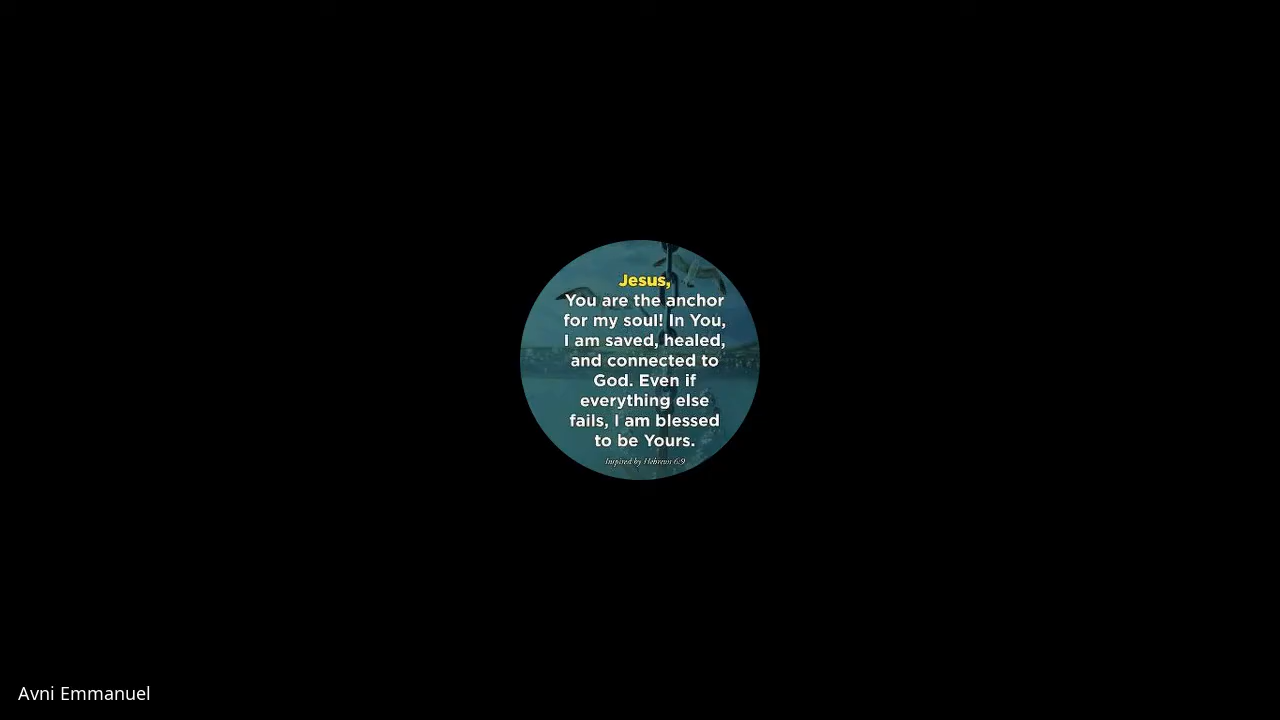 Jesus,
You are the anchor
for my soul! In You,
I am saved, healed,
and connected to
God. Even if
everything else
fails, I am blessed
to be Yours.
Inspired by Hebrews 6:9
Avni Emmanuel